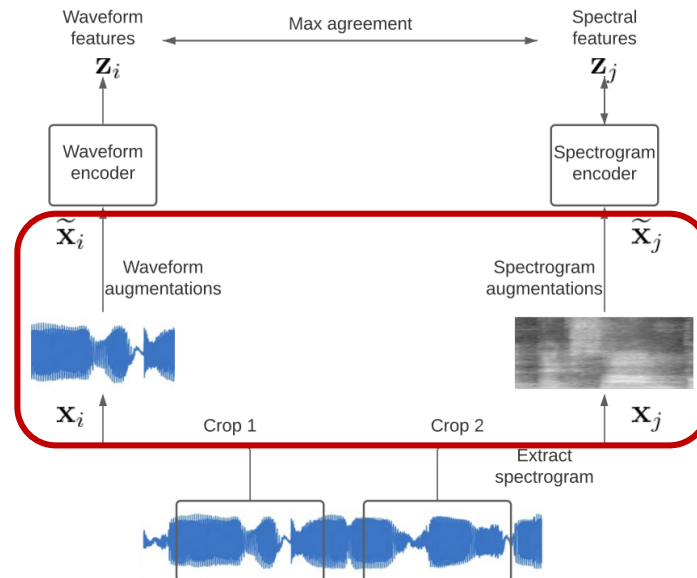 Waveform
features
Max agreement
Spectral
features
z_i
z_j
Waveform
encoder
Spectrogram
encoder
x̃_i
x̃_j
Waveform
augmentations
Spectrogram
augmentations
x_i
x_j
Crop 1
Crop 2
Extract
spectrogram